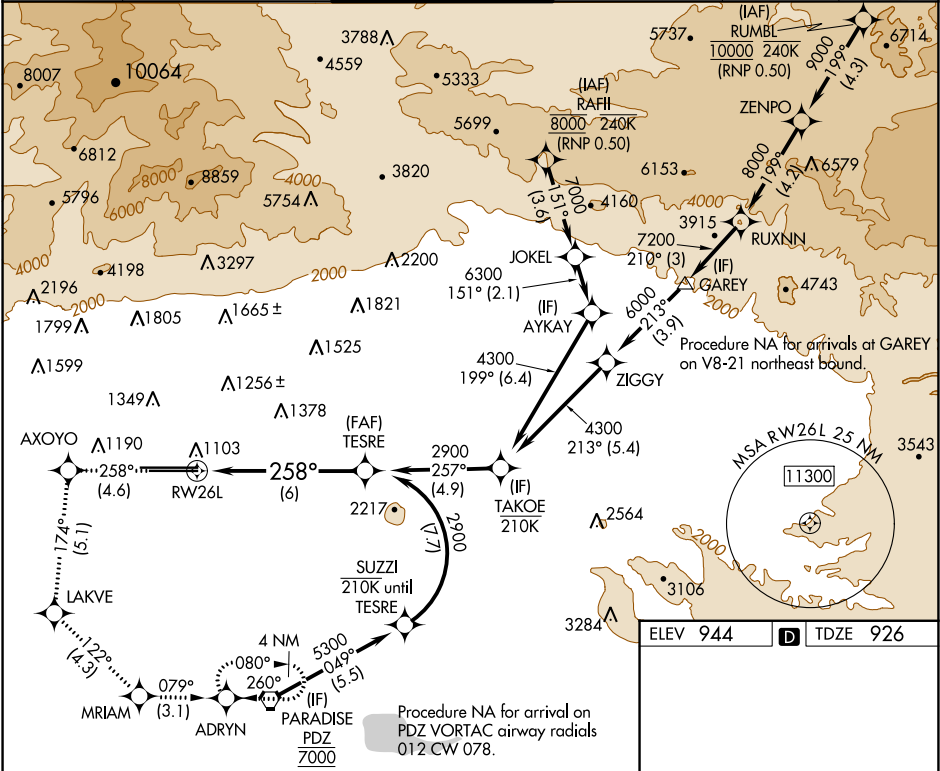 3788
4559
10064
8007
5333
5737
(IAF)
RUMBL
10000 240K
(RNP 0.50)
6714
9000
199°
(4.3)
(IAF)
RAFII
8000 240K
(RNP 0.50)
ZENPO
5699
6812
8000
8859
4000
3820
6153
8000
199°
(4.2)
6579
5796
6000
5754
7000
151°
(3.6)
4160
4000
3915
RUXNN
7200
210° (3)
4000
4198
3297
2000
2200
JOKEL
(IF)
GAREY
4743
2196
2000
6300
151° (2.1)
6000
213°
(3.9)
2000
1799
1805
1665 ±
1821
(IF)
AYKAY
Procedure NA for arrivals at GAREY
on V8-21 northeast bound.
1599
1525
4300
199° (6.4)
ZIGGY
1349
1256 ±
1378
4300
213° (5.4)
AXOYO
1190
1103
(FAF)
TESRE
2900
257°
(4.9)
MSA RW26L 25 NM
3543
258°
(4.6)
RW26L
258°
(6)
(IF)
TAKOE
210K
11300
2217
2900
(7.7)
2564
2000
174°
(5.1)
SUZZI
210K until
TESRE
3106
LAKVE
3284
ELEV 944
D
TDZE 926
122°
(4.3)
4 NM
080°
260°
5300
049°
(5.5)
MRIAM
079°
(3.1)
ADRYN
(IF)
PARADISE
PDZ
7000
Procedure NA for arrival on
PDZ VORTAC airway radials
012 CW 078.